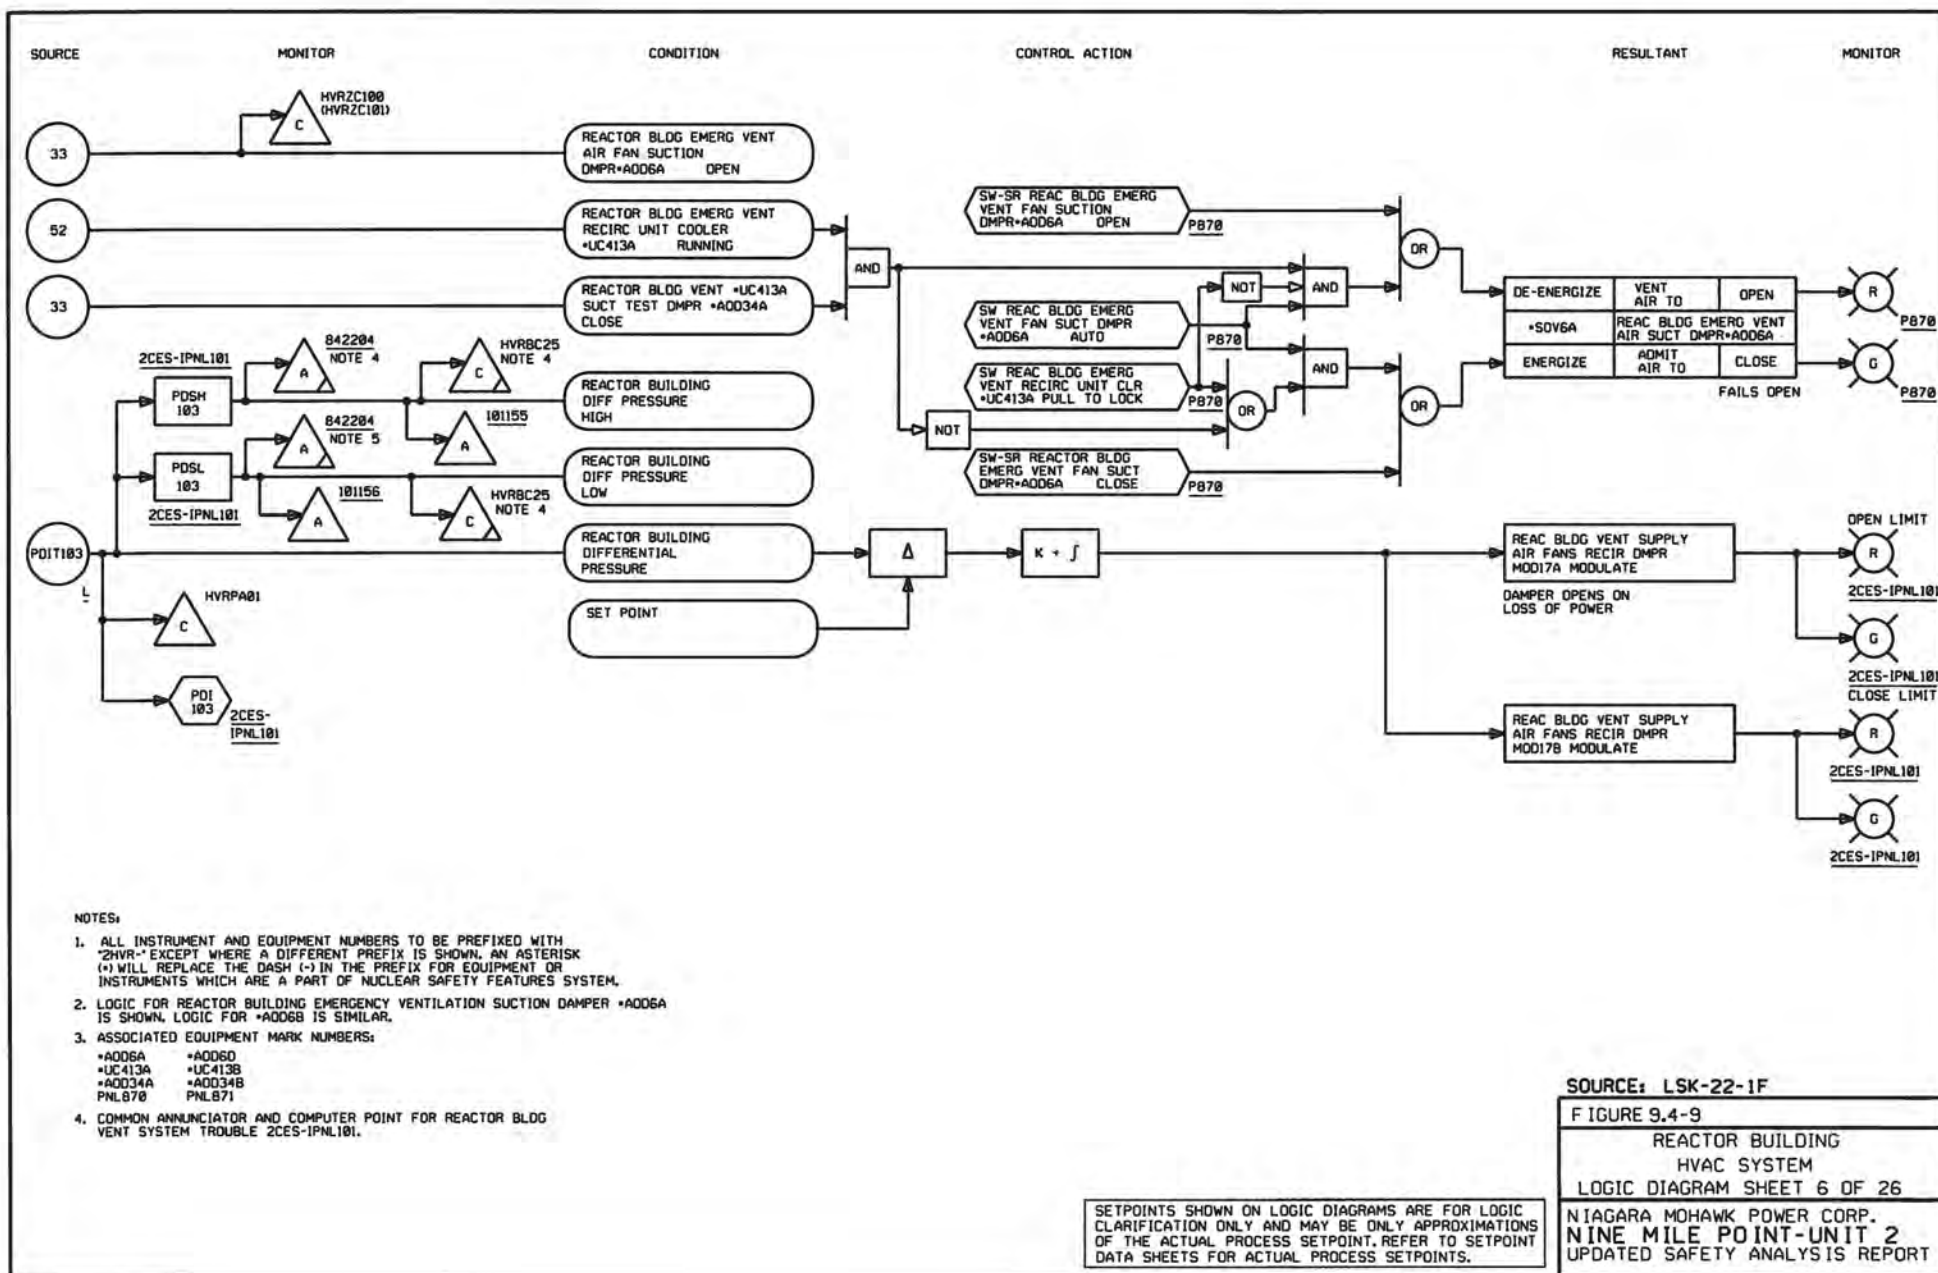 SOURCE
MONITOR
CONDITION
CONTROL ACTION
RESULTANT
MONITOR
33
C
HVRZC100
(HVRZC101)
REACTOR BLDG EMERG VENT
AIR FAN SUCTION
DMPR*AOD6A OPEN
52
REACTOR BLDG EMERG VENT
RECIRC UNIT COOLER
*UC413A RUNNING
33
REACTOR BLDG VENT *UC413A
SUCT TEST DMPR *AOD34A
CLOSE
AND
SW-SR REAC BLDG EMERG
VENT FAN SUCTION
DMPR*AOD6A OPEN
P870
NOT
AND
OR
SW REAC BLDG EMERG
VENT FAN SUCT DMPR
*AOD6A AUTO
P870
SW REAC BLDG EMERG
VENT RECIRC UNIT CLR
*UC413A PULL TO LOCK
P870
OR
AND
OR
NOT
SW-SR REACTOR BLDG
EMERG VENT FAN SUCT
DMPR*AOD6A CLOSE
P870
DE-ENERGIZE
VENT
AIR TO
OPEN
*SOV6A
REAC BLDG EMERG VENT
AIR SUCT DMPR*AOD6A
ENERGIZE
ADMIT
AIR TO
CLOSE
FAILS OPEN
R
P870
G
P870
2CES-IPNL101
PDSH
103
A
842204
NOTE 4
C
HVRBC25
NOTE 4
A
101155
REACTOR BUILDING
DIFF PRESSURE
HIGH
PDSL
103
2CES-IPNL101
A
842204
NOTE 5
A
101156
C
HVRBC25
NOTE 4
REACTOR BUILDING
DIFF PRESSURE
LOW
PDIT103
L
REACTOR BUILDING
DIFFERENTIAL
PRESSURE
Δ
K + ∫
SET POINT
C
HVRPA01
PDI
103
2CES-
IPNL101
REAC BLDG VENT SUPPLY
AIR FANS RECIR DMPR
MOD17A MODULATE
DAMPER OPENS ON
LOSS OF POWER
OPEN LIMIT
R
2CES-IPNL101
G
2CES-IPNL101
CLOSE LIMIT
REAC BLDG VENT SUPPLY
AIR FANS RECIR DMPR
MOD17B MODULATE
R
2CES-IPNL101
G
2CES-IPNL101
NOTES:
1. ALL INSTRUMENT AND EQUIPMENT NUMBERS TO BE PREFIXED WITH
"2HVR-" EXCEPT WHERE A DIFFERENT PREFIX IS SHOWN. AN ASTERISK
(*) WILL REPLACE THE DASH (-) IN THE PREFIX FOR EQUIPMENT OR
INSTRUMENTS WHICH ARE A PART OF NUCLEAR SAFETY FEATURES SYSTEM.
2. LOGIC FOR REACTOR BUILDING EMERGENCY VENTILATION SUCTION DAMPER *AOD6A
IS SHOWN. LOGIC FOR *AOD6B IS SIMILAR.
3. ASSOCIATED EQUIPMENT MARK NUMBERS:
*AOD6A *AOD6D
*UC413A *UC413B
*AOD34A *AOD34B
PNL870 PNL871
4. COMMON ANNUNCIATOR AND COMPUTER POINT FOR REACTOR BLDG
VENT SYSTEM TROUBLE 2CES-IPNL101.
SETPOINTS SHOWN ON LOGIC DIAGRAMS ARE FOR LOGIC
CLARIFICATION ONLY AND MAY BE ONLY APPROXIMATIONS
OF THE ACTUAL PROCESS SETPOINT. REFER TO SETPOINT
DATA SHEETS FOR ACTUAL PROCESS SETPOINTS.
SOURCE: LSK-22-1F
FIGURE 9.4-9
REACTOR BUILDING
HVAC SYSTEM
LOGIC DIAGRAM SHEET 6 OF 26
NIAGARA MOHAWK POWER CORP.
NINE MILE POINT-UNIT 2
UPDATED SAFETY ANALYSIS REPORT